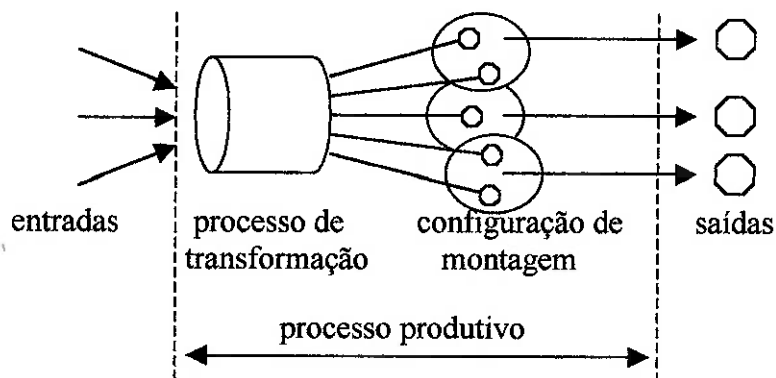 entradas
processo de
transformação
configuração de
montagem
saídas
processo produtivo